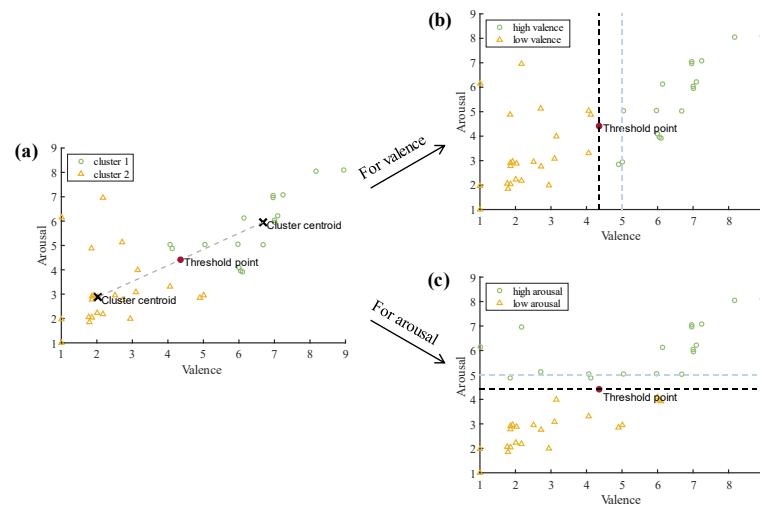 (a)
cluster 1
cluster 2
9
8
7
6
5
4
3
2
1
Arousal
Cluster centroid
Threshold point
Cluster centroid
1 2 3 4 5 6 7 8 9
Valence
For valence
For arousal
(b)
high valence
low valence
9
8
7
6
5
4
3
2
1
Arousal
Threshold point
1 2 3 4 5 6 7 8
Valence
(c)
high arousal
low arousal
9
8
7
6
5
4
3
2
1
Arousal
Threshold point
1 2 3 4 5 6 7 8
Valence